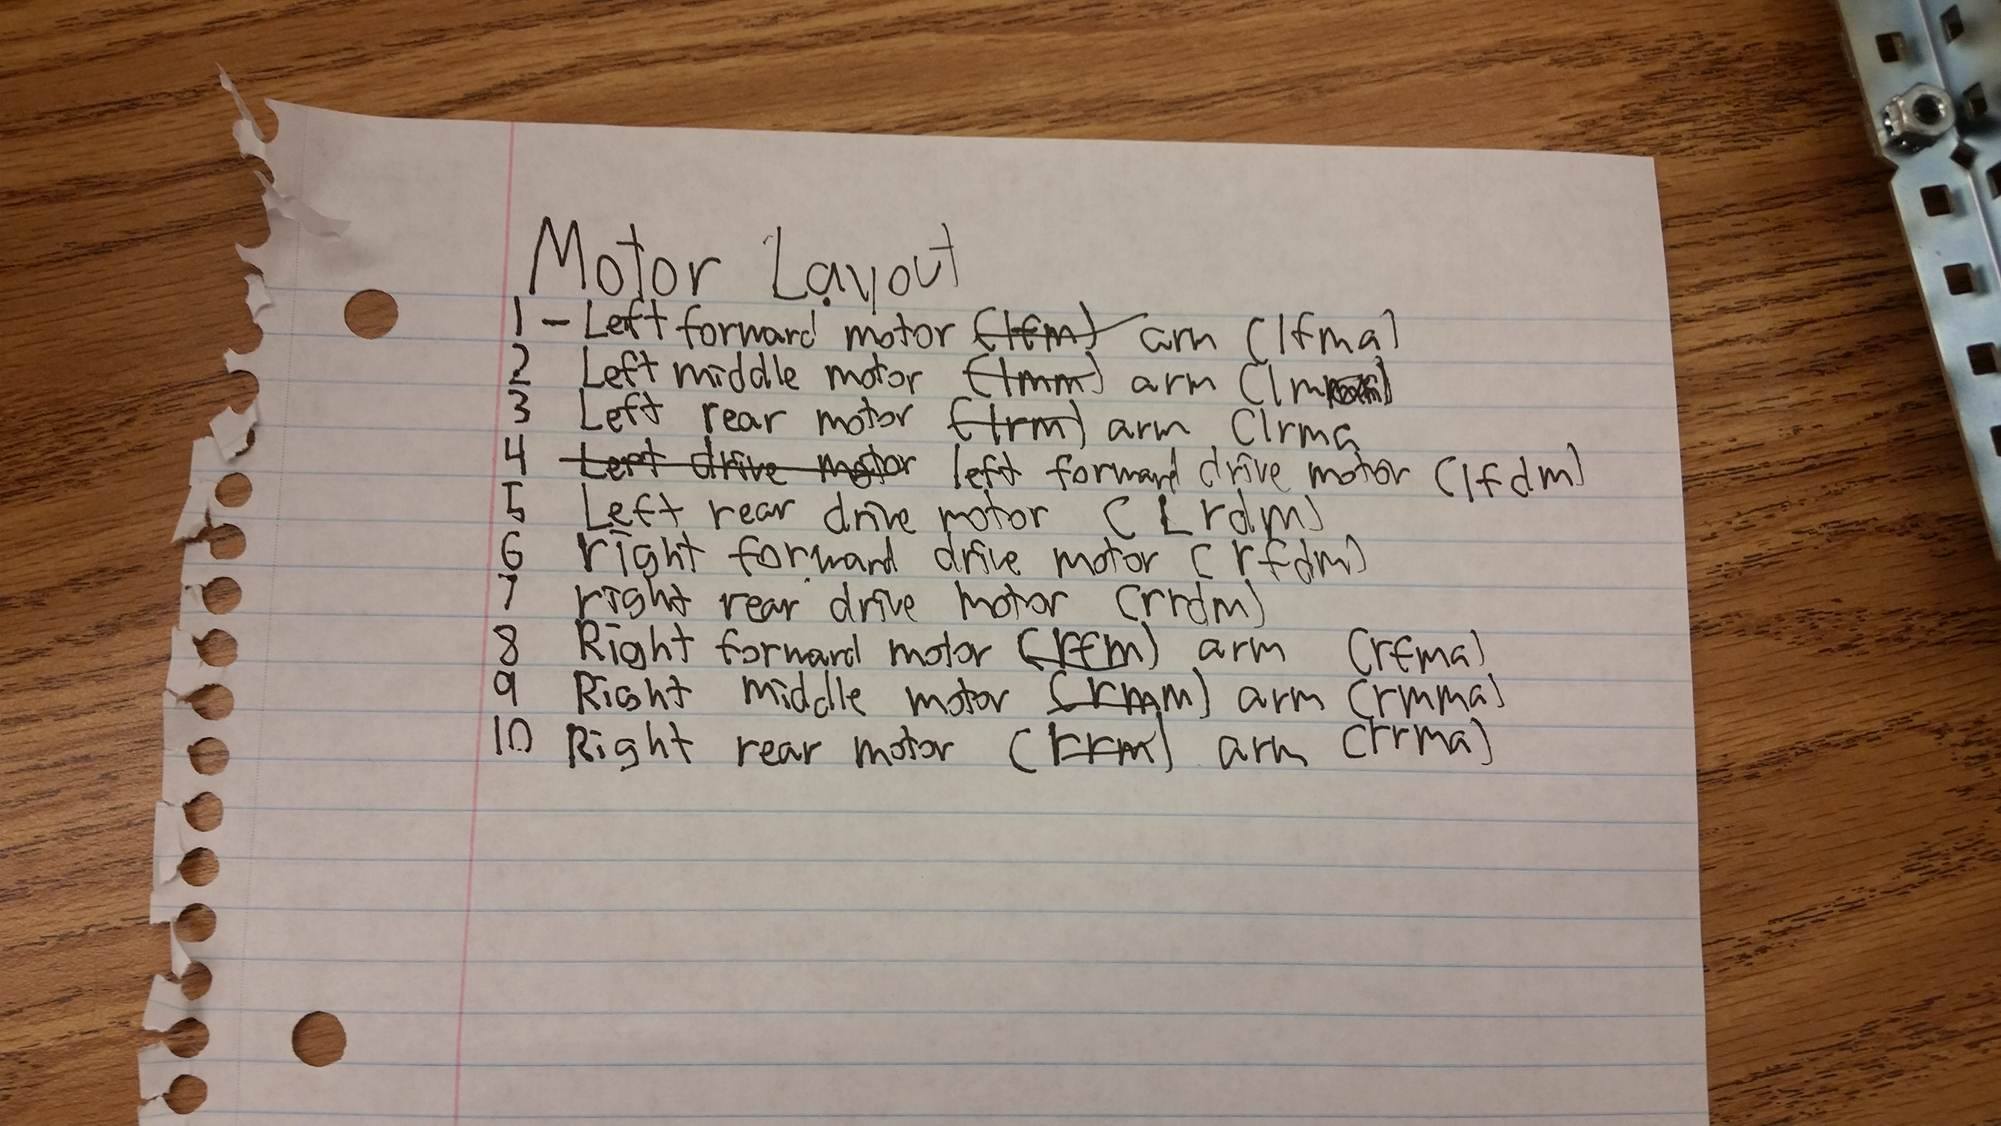 Motor Layout
1 - Left forward motor (lfm) arm (lfma)
2 Left middle motor (lmm) arm
3 Left rear motor (lrm) arm (lrma
4 Left drive motor left forward drive motor (lfdm)
5 Left rear drive motor (Lrdm)
6 right forward drive motor (rfdm)
7 right rear drive motor (rrdm)
8 Right forward motor (rfm) arm (rfma)
9 Right middle motor (rmm) arm (rmma)
10 Right rear motor (rrm) arm (rrma)